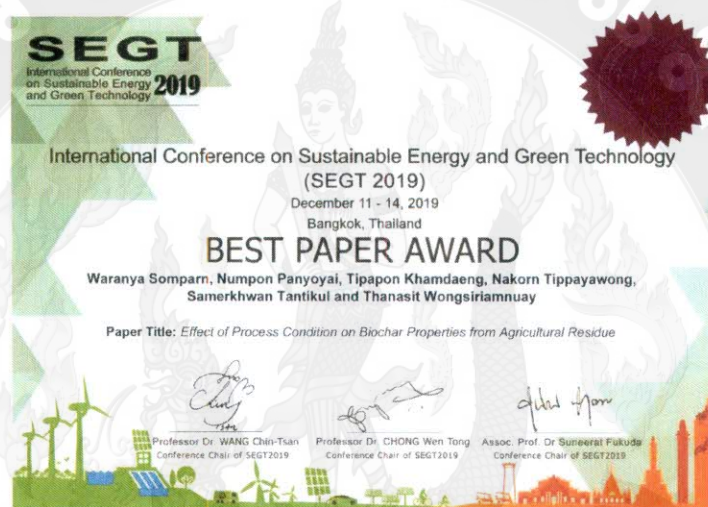 SEGT
International Conference
on Sustainable Energy 2019
and Green Technology
International Conference on Sustainable Energy and Green Technology
(SEGT 2019)
December 11 - 14, 2019
Bangkok, Thailand
BEST PAPER AWARD
Waranya Somparn, Numpon Panyoyai, Tipapon Khamdaeng, Nakorn Tippayawong,
Samerkhwan Tantikul and Thanasit Wongsiriamnuay
Paper Title: Effect of Process Condition on Biochar Properties from Agricultural Residue
Professor Dr. WANG Chin-Tsan
Conference Chair of SEGT2019
Professor Dr. CHONG Wen Tong
Conference Chair of SEGT2019
Assoc. Prof. Dr Suneerat Fukuda
Conference Chair of SEGT2019